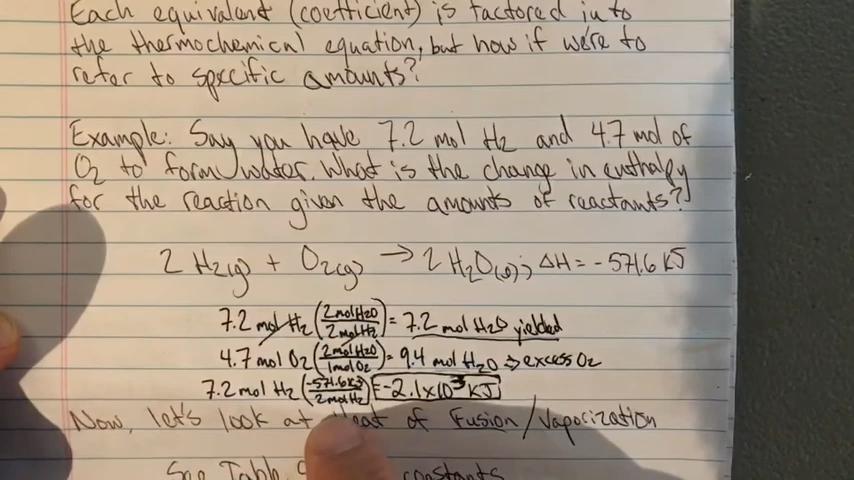 Each equivalent (coefficient) is factored into
the thermochemical equation, but how if we're to
refer to specific amounts?
Example: Say you have 7.2 mol H2 and 4.7 mol of
O2 to form water. What is the change in enthalpy
for the reaction given the amounts of reactants?
2 H2(g) + O2(g) → 2 H2O(l); ΔH = -571.6 KJ
7.2 mol H2 (2 mol H2O / 2 mol H2) = 7.2 mol H2O yielded
4.7 mol O2 (2 mol H2O / 1 mol O2) = 9.4 mol H2O ⇒ excess O2
7.2 mol H2 (-571.6 KJ / 2 mol H2) = -2.1x10³ KJ
Now, let's look at Heat of Fusion/Vaporization
See Table constants